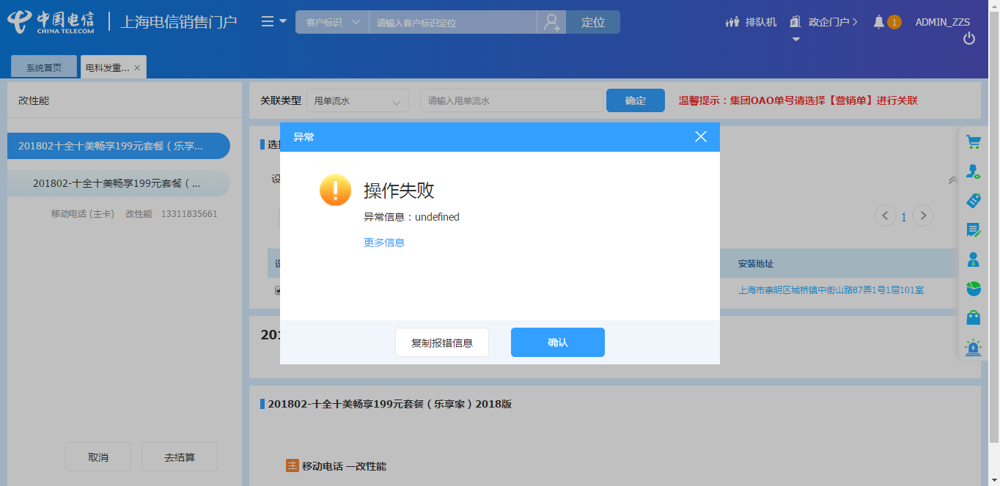 中国电信
CHINA TELECOM
上海电信销售门户
客户标识
请输入客户标识定位
定位
排队机
政企门户
1
ADMIN_ZZS
系统首页
电科发重...
改性能
关联类型
甩单流水
请输入甩单流水
确定
温馨提示：集团OAO单号请选择【营销单】进行关联
异常
201802十全十美畅享199元套餐（乐享...
201802-十全十美畅享199元套餐（...
移动电话 (主卡) 改性能 13311835661
操作失败
异常信息：undefined
更多信息
1
安装地址
上海市崇明区城桥镇中街山路87弄1号1层101室
复制报错信息
确认
201802-十全十美畅享199元套餐（乐享家）2018版
取消
去结算
主 移动电话 —改性能